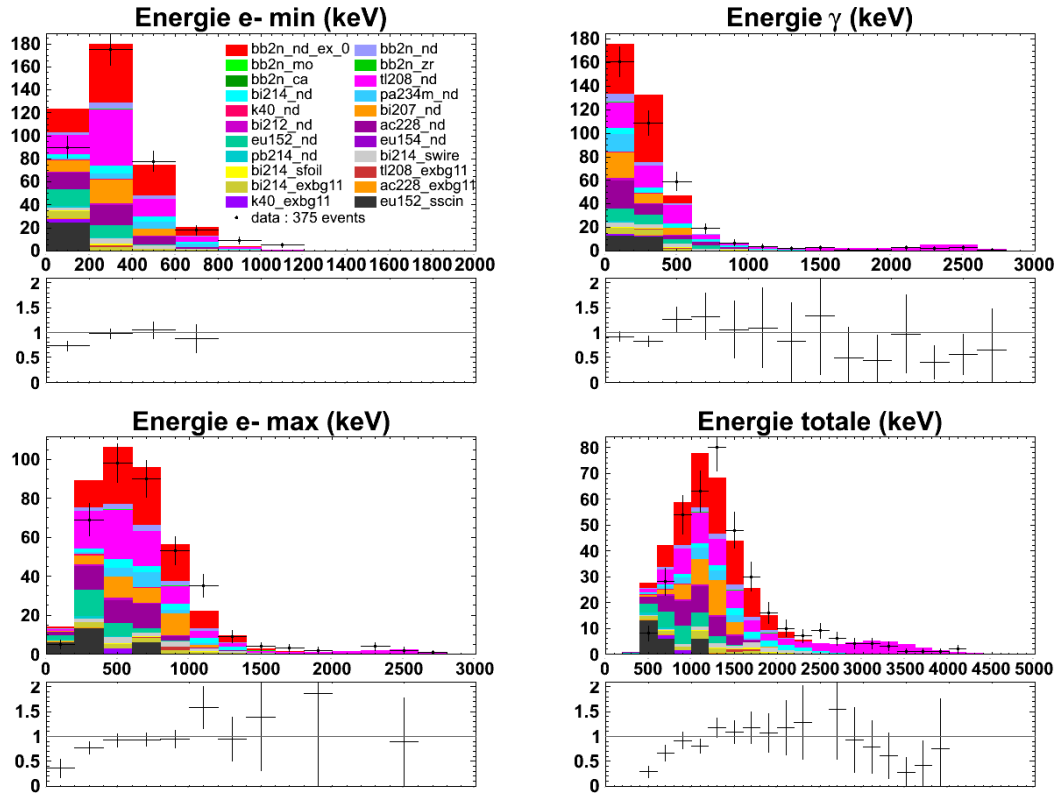 Energie e- min (keV)
180
160
140
120
100
80
60
40
20
0
bb2n_nd_ex_0 bb2n_nd
bb2n_mo bb2n_zr
bb2n_ca tl208_nd
bi214_nd pa234m_nd
k40_nd bi207_nd
bi212_nd ac228_nd
eu152_nd eu154_nd
pb214_nd bi214_swire
bi214_sfoil tl208_exbg11
bi214_exbg11 ac228_exbg11
k40_exbg11 eu152_sscin
data : 375 events
0 200 400 600 800 1000 1200 1400 1600 1800 2000
2
1.5
1
0.5
0
Energie γ (keV)
180
160
140
120
100
80
60
40
20
0
0 500 1000 1500 2000 2500 3000
2
1.5
1
0.5
0
Energie e- max (keV)
100
80
60
40
20
0
0 500 1000 1500 2000 2500 3000
2
1.5
1
0.5
0
Energie totale (keV)
80
70
60
50
40
30
20
10
0
0 500 1000 1500 2000 2500 3000 3500 4000 4500 5000
2
1.5
1
0.5
0